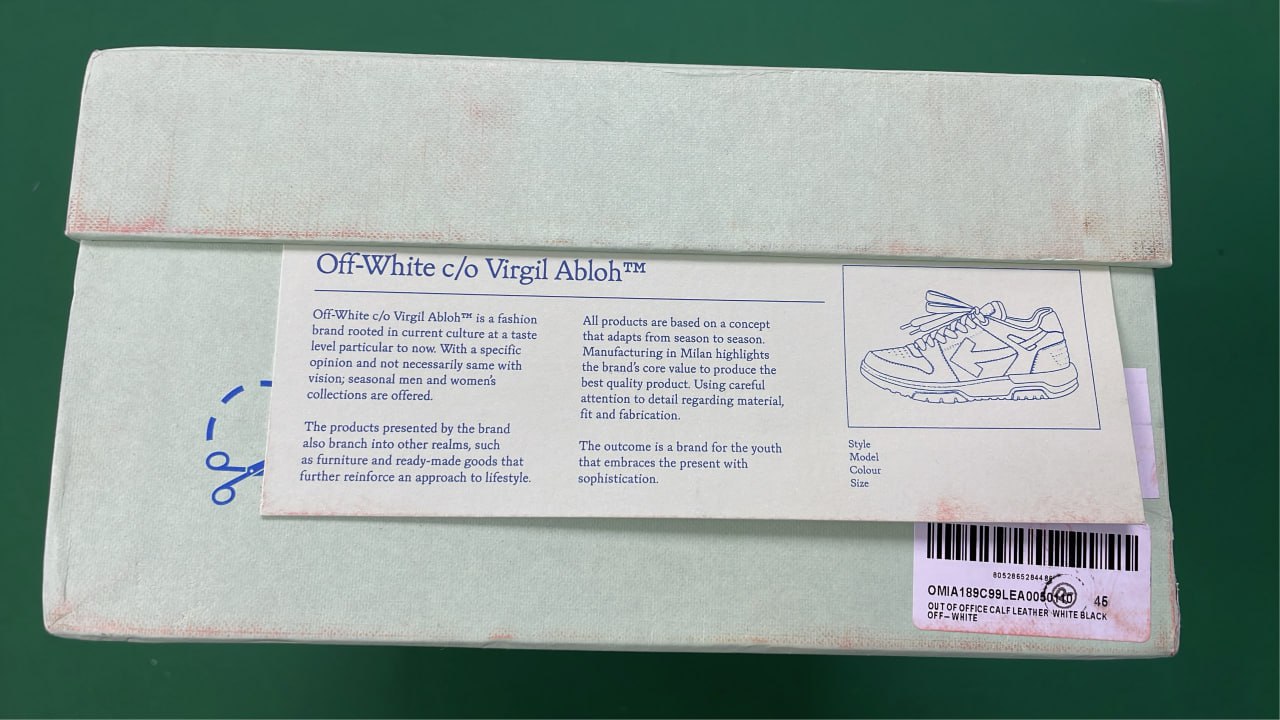 Off-White c/o Virgil Abloh™
Off-White c/o Virgil Abloh™ is a fashion
brand rooted in current culture at a taste
level particular to now. With a specific
opinion and not necessarily same with
vision; seasonal men and women's
collections are offered.
The products presented by the brand
also branch into other realms, such
as furniture and ready-made goods that
further reinforce an approach to lifestyle.
All products are based on a concept
that adapts from season to season.
Manufacturing in Milan highlights
the brand's core value to produce the
best quality product. Using careful
attention to detail regarding material,
fit and fabrication.
The outcome is a brand for the youth
that embraces the present with
sophistication.
Style
Model
Colour
Size
8052865284486
OMIA189C99LEA0050110 45
OUT OF OFFICE CALF LEATHER WHITE BLACK
OFF-WHITE